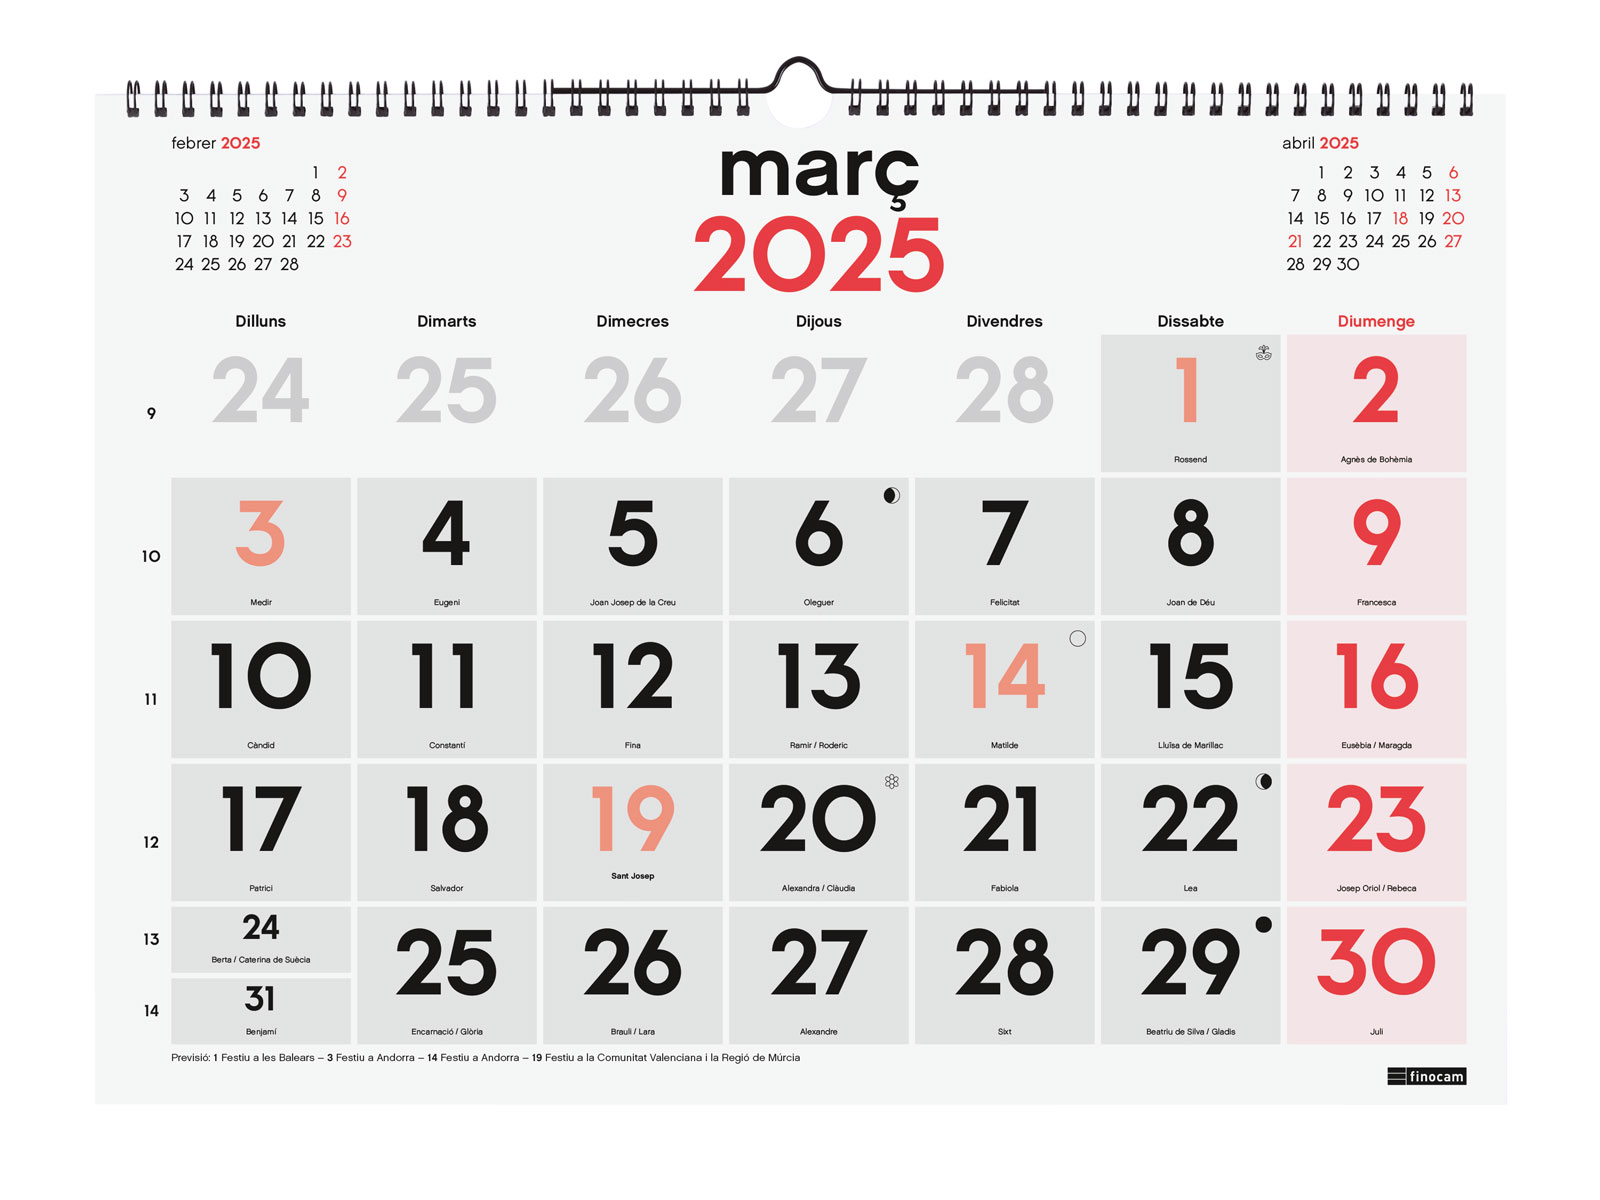 febrer 2025
1 2
3 4 5 6 7 8 9
10 11 12 13 14 15 16
17 18 19 20 21 22 23
24 25 26 27 28
març
2025
abril 2025
1 2 3 4 5 6
7 8 9 10 11 12 13
14 15 16 17 18 19 20
21 22 23 24 25 26 27
28 29 30
Dilluns Dimarts Dimecres Dijous Divendres Dissabte Diumenge
9 24 25 26 27 28 1 2
Rossend Agnès de Bohèmia
10 3 4 5 6 7 8 9
Medir Eugeni Joan Josep de la Creu Oleguer Felicitat Joan de Déu Francesca
11 10 11 12 13 14 15 16
Càndid Constantí Fina Ramir / Roderic Matilde Lluïsa de Marillac Eusèbia / Maragda
12 17 18 19 20 21 22 23
Sant Josep
Patrici Salvador Alexandra / Clàudia Fabiola Lea Josep Oriol / Rebeca
13 24 25 26 27 28 29 30
Berta / Caterina de Suècia
14 31
Benjamí Encarnació / Glòria Brauli / Lara Alexandre Sixt Beatriu de Silva / Gladis Juli
Previsió: 1 Festiu a les Balears – 3 Festiu a Andorra – 14 Festiu a Andorra – 19 Festiu a la Comunitat Valenciana i la Regió de Múrcia
finocam